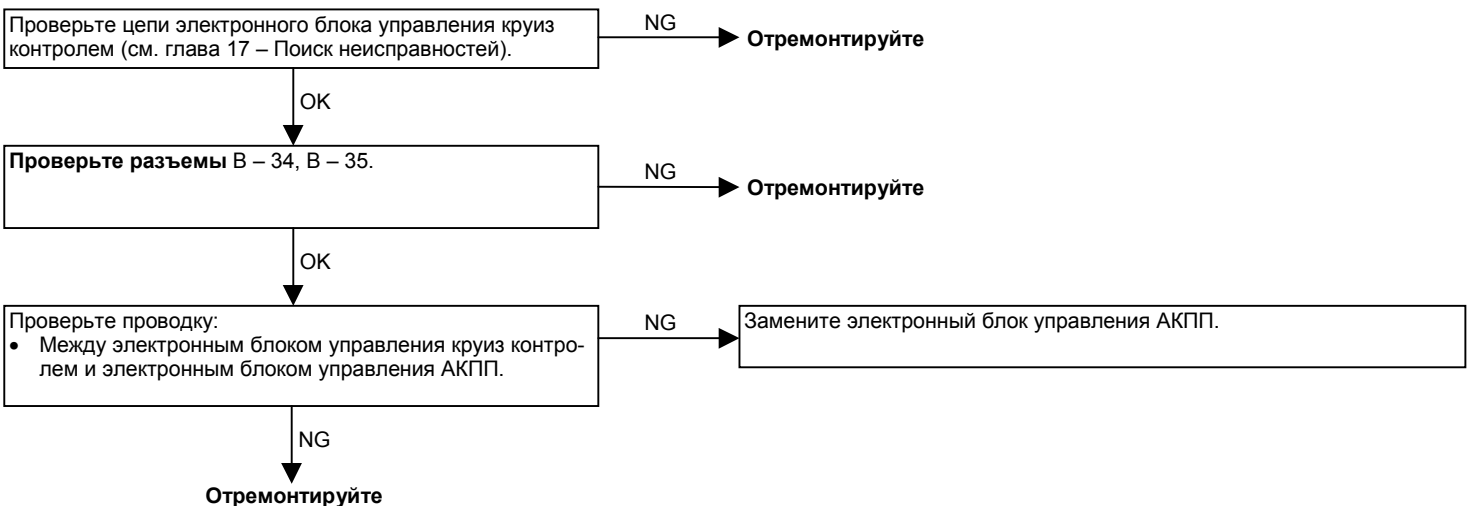 Проверьте цепи электронного блока управления круиз
контролем (см. глава 17 – Поиск неисправностей).
NG
Отремонтируйте
OK
Проверьте разъемы B – 34, B – 35.
NG
Отремонтируйте
OK
Проверьте проводку:
• Между электронным блоком управления круиз контро-
лем и электронным блоком управления АКПП.
NG
Замените электронный блок управления АКПП.
NG
Отремонтируйте